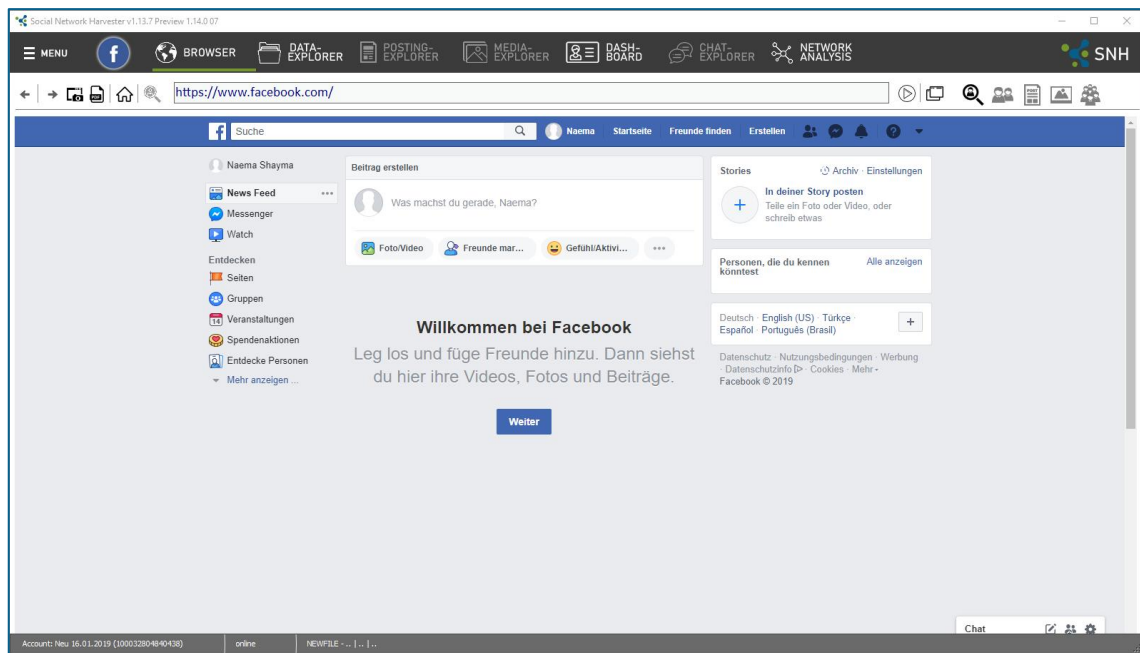 Social Network Harvester v1.13.7 Preview 1.14.0 07
MENU
f
BROWSER
DATA-
EXPLORER
POSTING-
EXPLORER
MEDIA-
EXPLORER
DASH-
BOARD
CHAT-
EXPLORER
NETWORK
ANALYSIS
SNH
https://www.facebook.com/
Suche
Naema
Startseite
Freunde finden
Erstellen
Naema Shayma
News Feed
Messenger
Watch
Entdecken
Seiten
Gruppen
14 Veranstaltungen
Spendenaktionen
Entdecke Personen
Mehr anzeigen ...
Beitrag erstellen
Was machst du gerade, Naema?
Foto/Video
Freunde mar...
Gefühl/Aktivi...
Willkommen bei Facebook
Leg los und füge Freunde hinzu. Dann siehst
du hier ihre Videos, Fotos und Beiträge.
Weiter
Stories
Archiv · Einstellungen
In deiner Story posten
Teile ein Foto oder Video, oder
schreib etwas
Personen, die du kennen
könntest
Alle anzeigen
Deutsch · English (US) · Türkçe ·
Español · Português (Brasil)
Datenschutz · Nutzungsbedingungen · Werbung
· Datenschutzinfo · Cookies · Mehr
Facebook © 2019
Chat
Account: Neu 16.01.2019 (100032804840438)
online
NEWFILE - .. | .. | ..